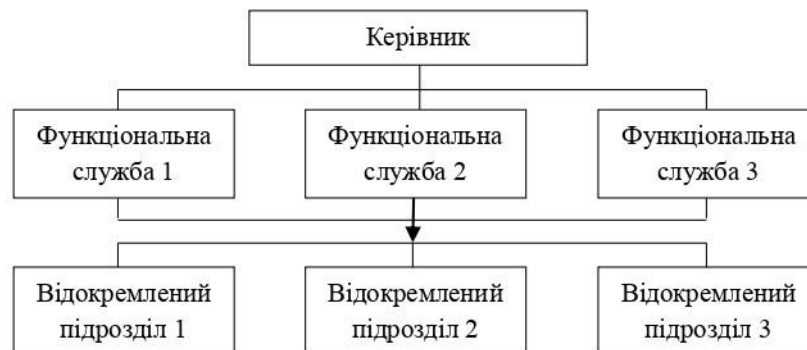 Керівник
Функціональна
служба 1
Функціональна
служба 2
Функціональна
служба 3
Відокремлений
підрозділ 1
Відокремлений
підрозділ 2
Відокремлений
підрозділ 3